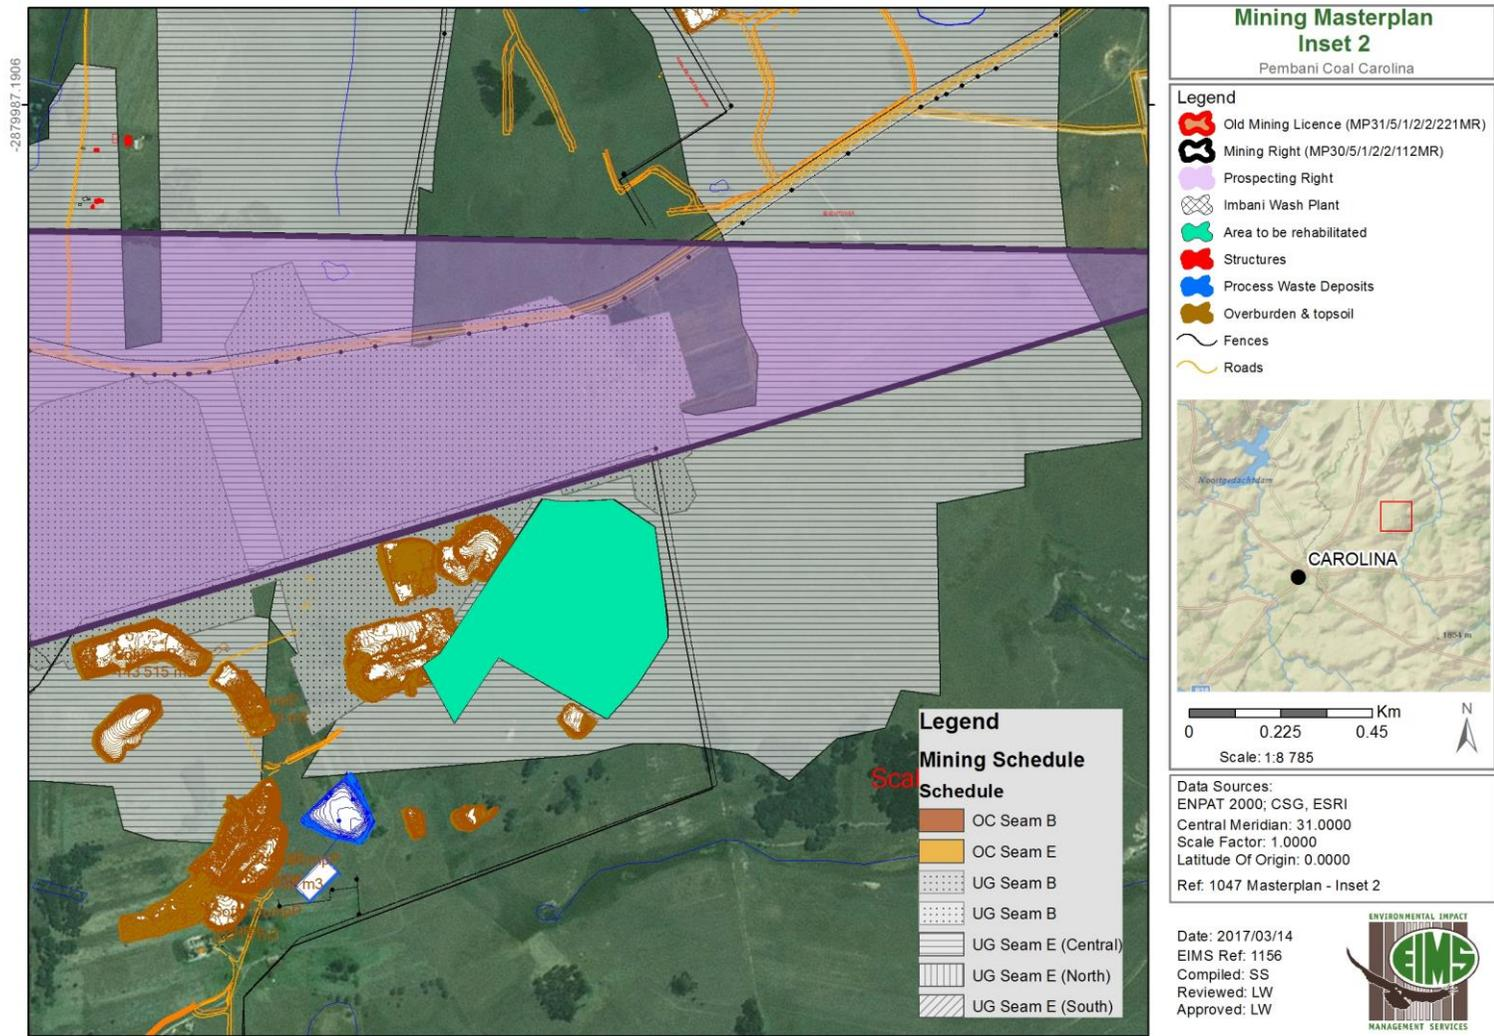 -2879987.1906
113 515 m
m3
Scal
Legend
Mining Schedule
Schedule
OC Seam B
OC Seam E
UG Seam B
UG Seam B
UG Seam E (Central)
UG Seam E (North)
UG Seam E (South)
Mining Masterplan
Inset 2
Pembani Coal Carolina
Legend
Old Mining Licence (MP31/5/1/2/2/221MR)
Mining Right (MP30/5/1/2/2/112MR)
Prospecting Right
Imbani Wash Plant
Area to be rehabilitated
Structures
Process Waste Deposits
Overburden & topsoil
Fences
Roads
Nooitgedachtdam
CAROLINA
1854 m
Km
0 0.225 0.45
N
Scale: 1:8 785
Data Sources:
ENPAT 2000; CSG, ESRI
Central Meridian: 31.0000
Scale Factor: 1.0000
Latitude Of Origin: 0.0000
Ref: 1047 Masterplan - Inset 2
Date: 2017/03/14
EIMS Ref: 1156
Compiled: SS
Reviewed: LW
Approved: LW
ENVIRONMENTAL IMPACT
EIMS
MANAGEMENT SERVICES